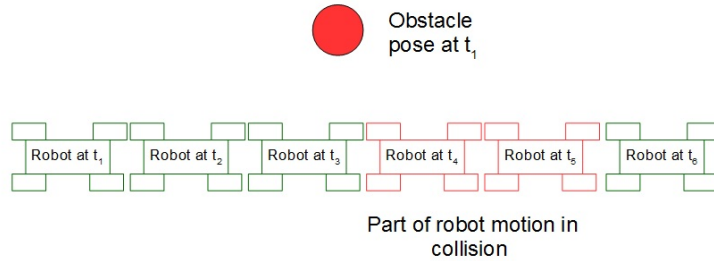 Obstacle
pose at t₁
Robot at t₁ Robot at t₂ Robot at t₃ Robot at t₄ Robot at t₅ Robot at t₆
Part of robot motion in
collision